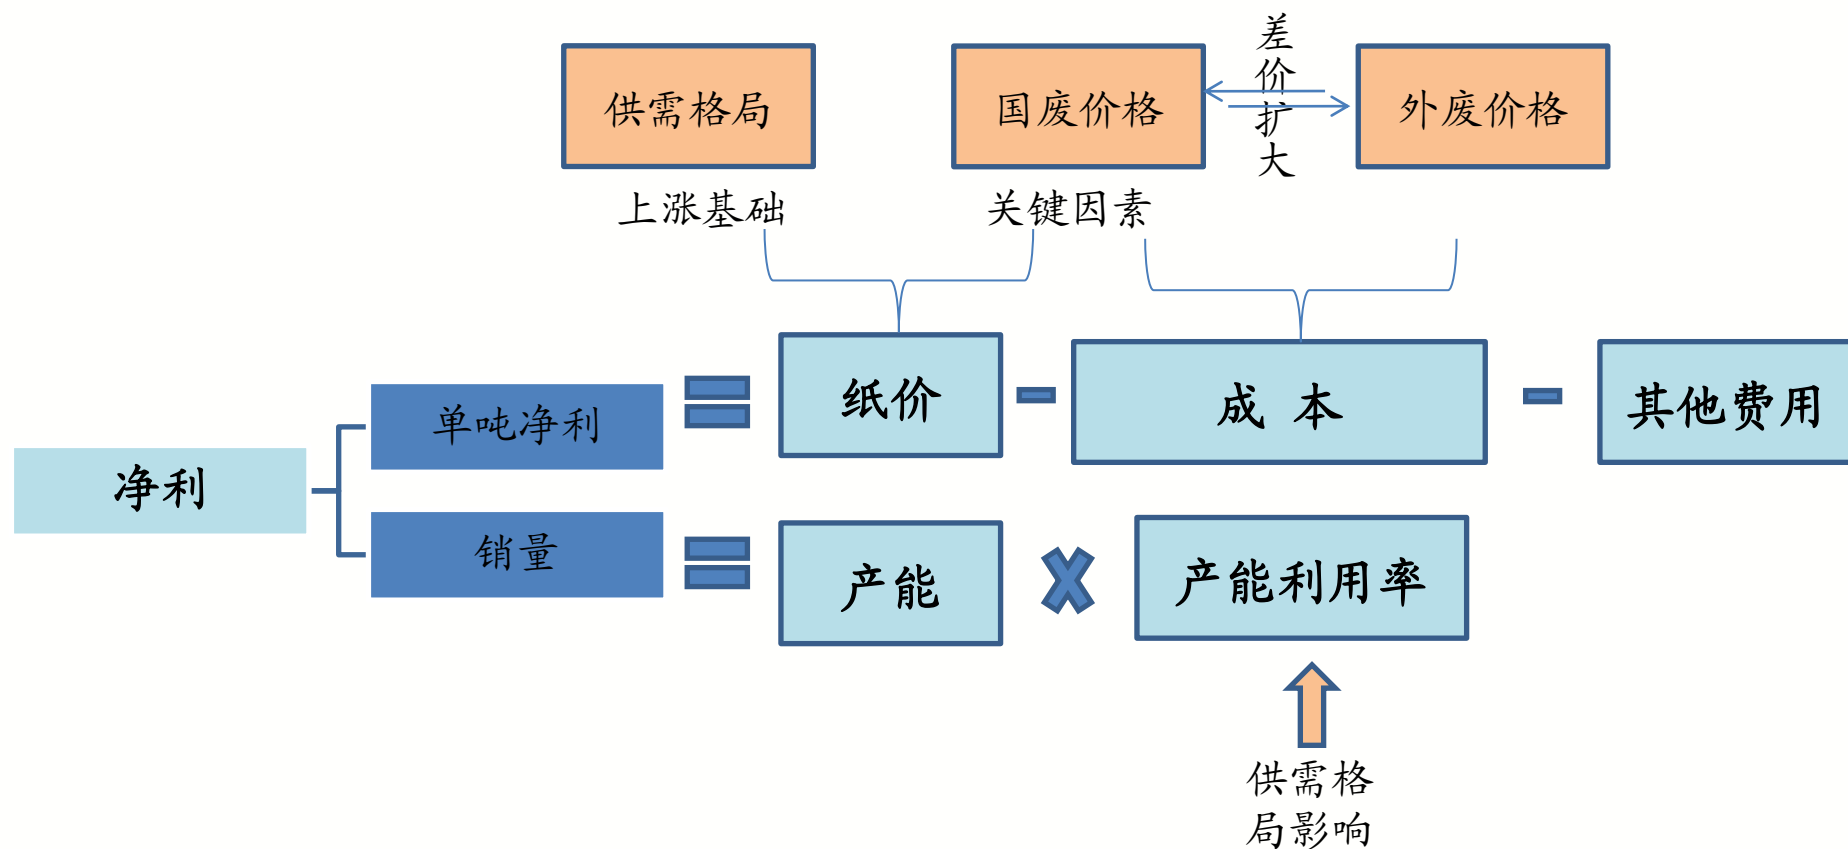 供需格局
国废价格
差价扩大
外废价格
上涨基础
关键因素
纸价
成 本
其他费用
单吨净利
净利
销量
产能
产能利用率
供需格
局影响